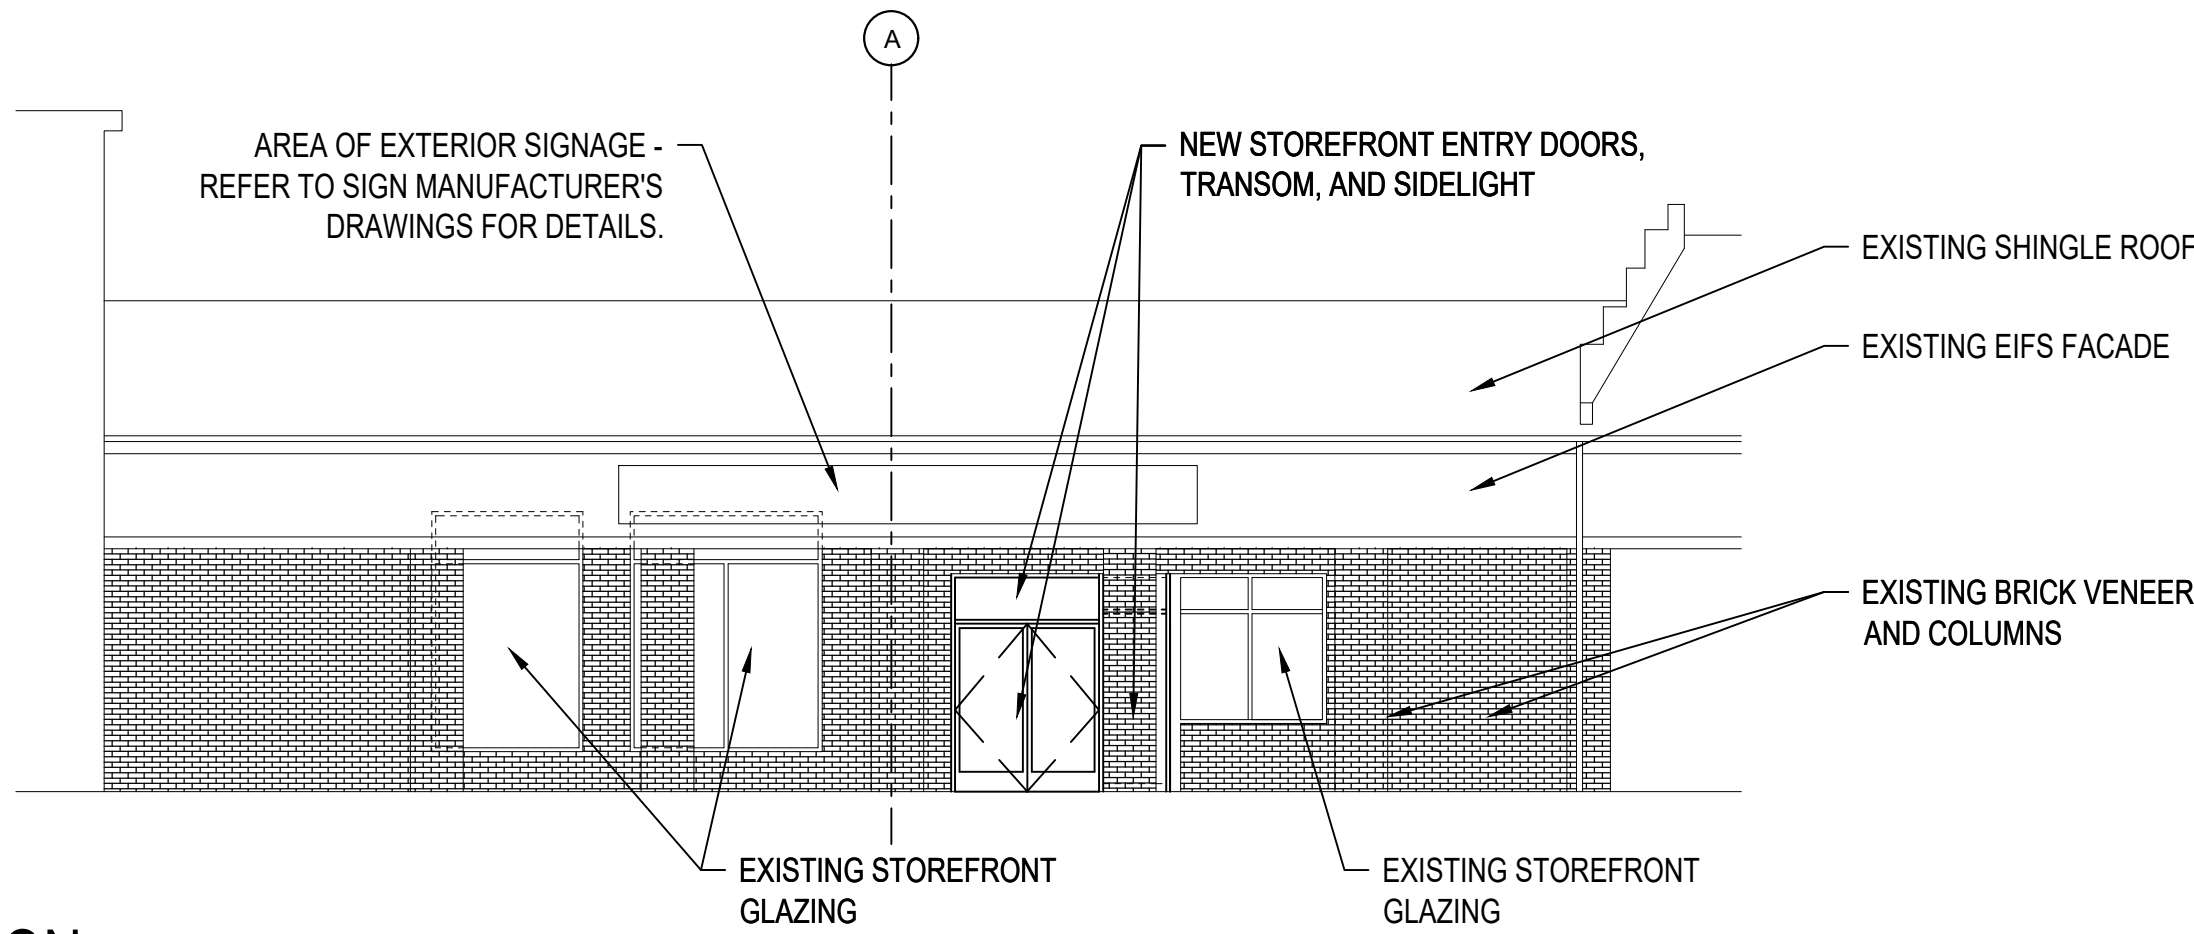 A
AREA OF EXTERIOR SIGNAGE -
REFER TO SIGN MANUFACTURER'S
DRAWINGS FOR DETAILS.
NEW STOREFRONT ENTRY DOORS,
TRANSOM, AND SIDELIGHT
EXISTING SHINGLE ROOF
EXISTING EIFS FACADE
EXISTING BRICK VENEER
AND COLUMNS
EXISTING STOREFRONT
GLAZING
EXISTING STOREFRONT
GLAZING